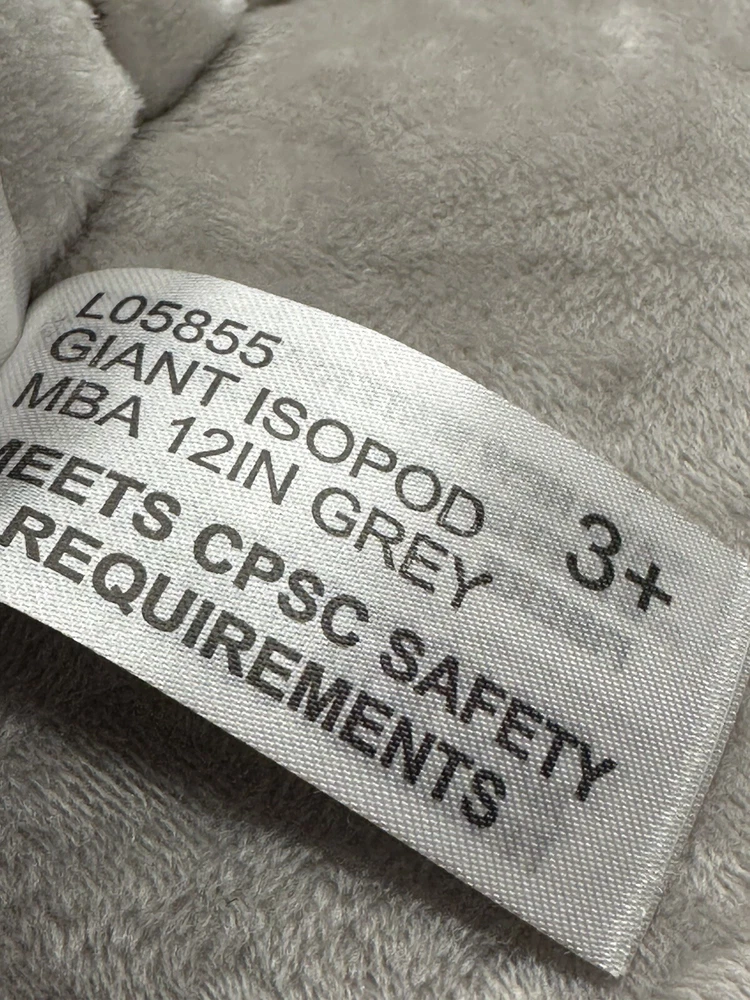 L05855
GIANT ISOPOD
MBA 12IN GREY
3+
MEETS CPSC SAFETY
REQUIREMENTS